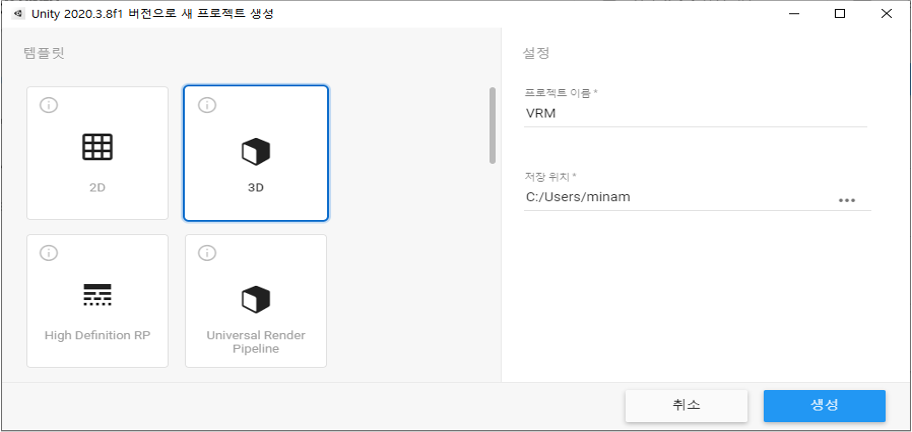 Unity 2020.3.8f1 버전으로 새 프로젝트 생성
템플릿
2D
3D
High Definition RP
Universal Render
Pipeline
설정
프로젝트 이름 *
VRM
저장 위치 *
C:/Users/minam
취소
생성